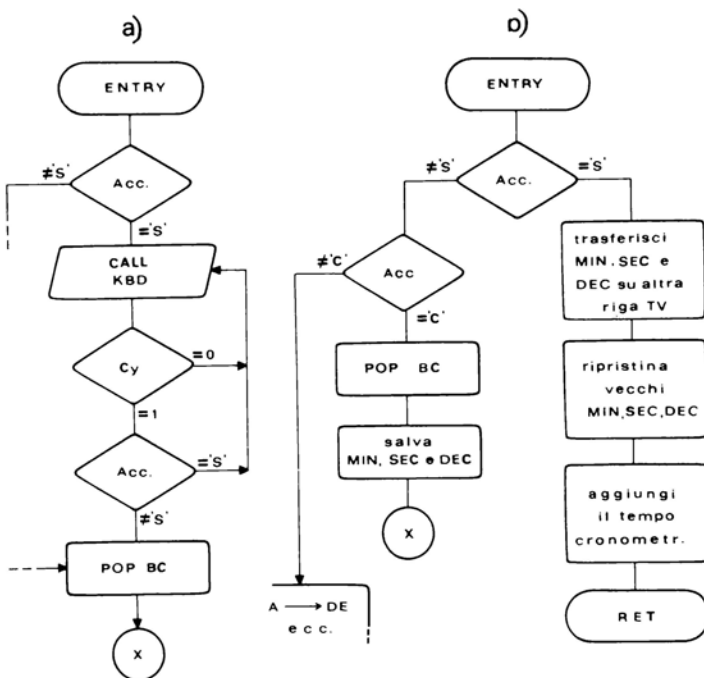 a)
ENTRY
≠'S'
Acc.
='S'
CALL
KBD
Cy
=0
=1
Acc.
='S'
≠'S'
POP BC
X
b)
ENTRY
≠'S'
='S'
Acc.
≠'C'
Acc
='C'
POP BC
salva
MIN, SEC e DEC
X
A → DE
ecc.
trasferisci
MIN. SEC e
DEC su altra
riga TV
ripristina
vecchi
MIN,SEC,DEC
aggiungi
il tempo
cronometr.
RET